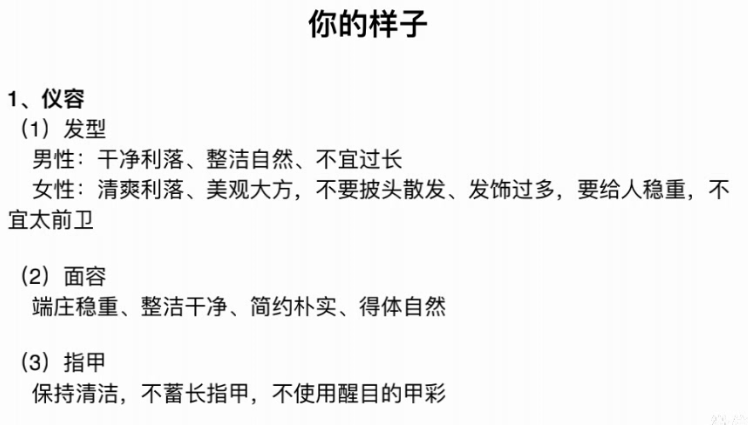 你的样子
1、仪容
（1）发型
男性：干净利落、整洁自然、不宜过长
女性：清爽利落、美观大方，不要披头散发、发饰过多，要给人稳重，不
宜太前卫
（2）面容
端庄稳重、整洁干净、简约朴实、得体自然
（3）指甲
保持清洁，不蓄长指甲，不使用醒目的甲彩